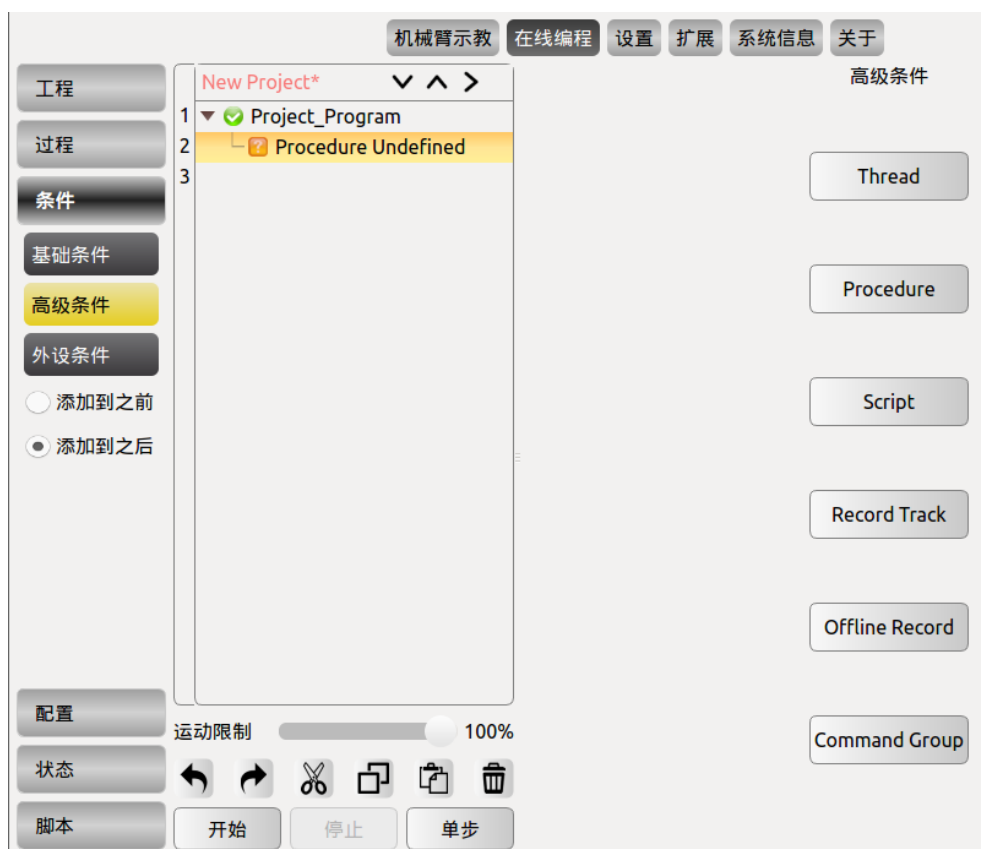 机械臂示教 在线编程 设置 扩展 系统信息 关于
工程
过程
条件
基础条件
高级条件
外设条件
添加到之前
添加到之后
配置
状态
脚本
New Project*
1 Project_Program
2 Procedure Undefined
3
运动限制 100%
开始 停止 单步
高级条件
Thread
Procedure
Script
Record Track
Offline Record
Command Group